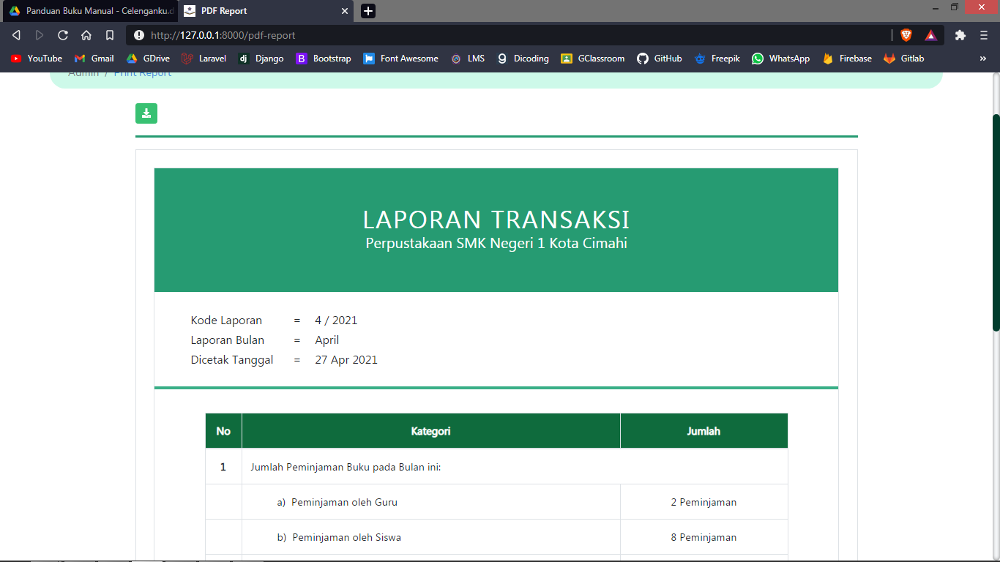 Panduan Buku Manual - Celenganku.d
PDF Report
http://127.0.0.1:8000/pdf-report
YouTube Gmail GDrive Laravel dj Django B Bootstrap Font Awesome LMS Dicoding GClassroom GitHub Freepik WhatsApp Firebase Gitlab »
Admin / Print Report
LAPORAN TRANSAKSI
Perpustakaan SMK Negeri 1 Kota Cimahi
Kode Laporan = 4 / 2021
Laporan Bulan = April
Dicetak Tanggal = 27 Apr 2021
No Kategori Jumlah
1 Jumlah Peminjaman Buku pada Bulan ini:
a) Peminjaman oleh Guru 2 Peminjaman
b) Peminjaman oleh Siswa 8 Peminjaman